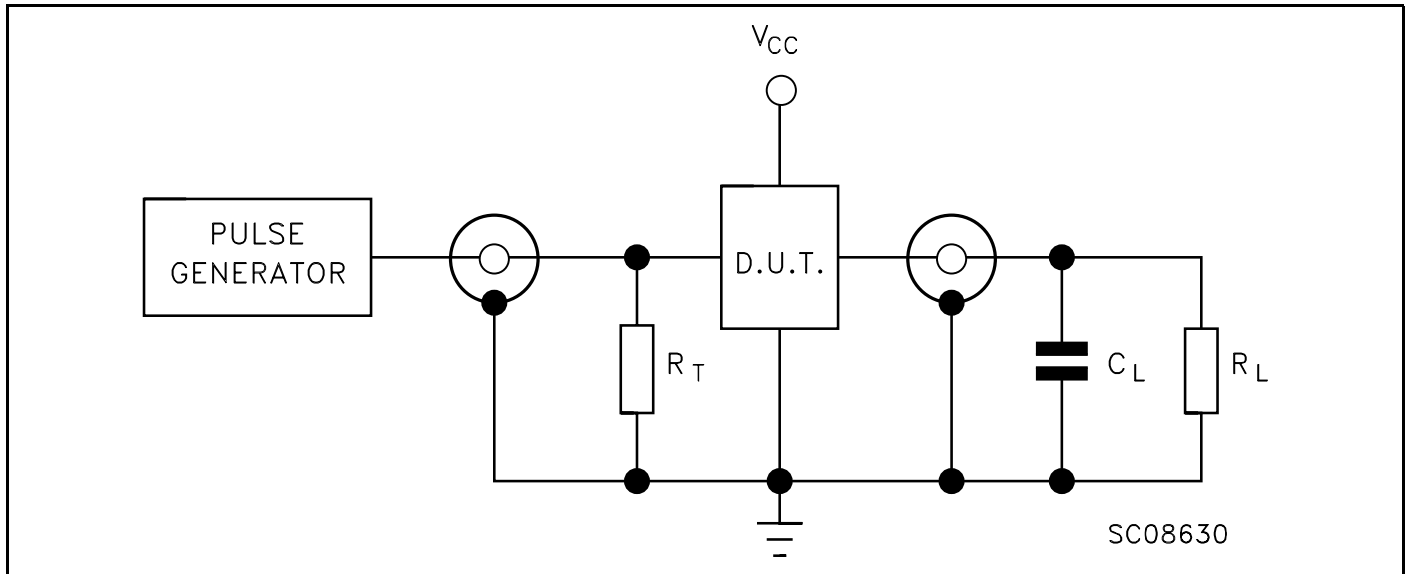 VCC
PULSE
GENERATOR
D.U.T.
RT
CL
RL
SC08630